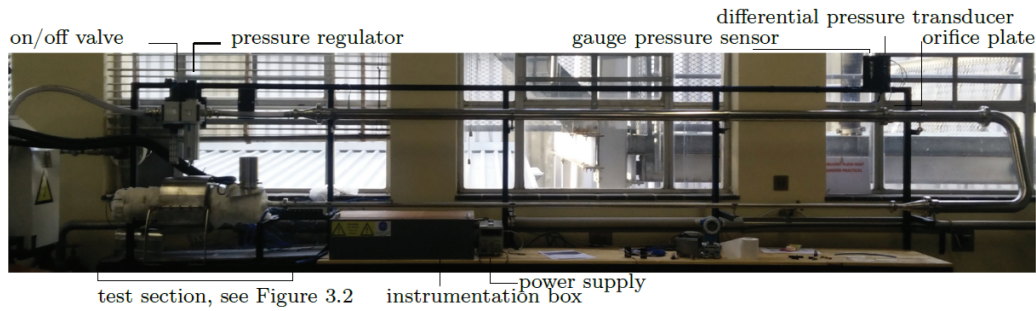 differential pressure transducer
on/off valve pressure regulator gauge pressure sensor orifice plate
power supply
test section, see Figure 3.2 instrumentation box